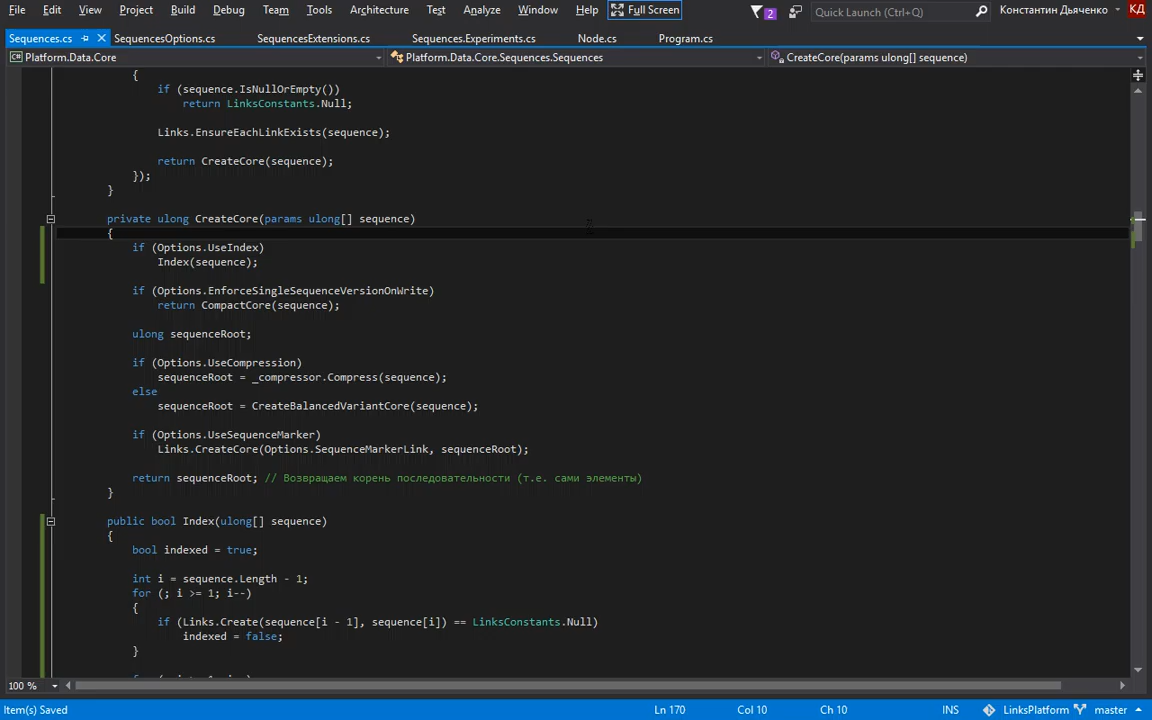 File Edit View Project Build Debug Team Tools Architecture Test Analyze Window Help Full Screen 2 Quick Launch (Ctrl+Q) Константин Дьяченко КД
Sequences.cs SequencesOptions.cs SequencesExtensions.cs Sequences.Experiments.cs Node.cs Program.cs
C# Platform.Data.Core Platform.Data.Core.Sequences.Sequences CreateCore(params ulong[] sequence)
{
if (sequence.IsNullOrEmpty())
return LinksConstants.Null;
Links.EnsureEachLinkExists(sequence);
return CreateCore(sequence);
});
}
private ulong CreateCore(params ulong[] sequence)
{
if (Options.UseIndex)
Index(sequence);
if (Options.EnforceSingleSequenceVersionOnWrite)
return CompactCore(sequence);
ulong sequenceRoot;
if (Options.UseCompression)
sequenceRoot = _compressor.Compress(sequence);
else
sequenceRoot = CreateBalancedVariantCore(sequence);
if (Options.UseSequenceMarker)
Links.CreateCore(Options.SequenceMarkerLink, sequenceRoot);
return sequenceRoot; // Возвращаем корень последовательности (т.е. сами элементы)
}
public bool Index(ulong[] sequence)
{
bool indexed = true;
int i = sequence.Length - 1;
for (; i >= 1; i--)
{
if (Links.Create(sequence[i - 1], sequence[i]) == LinksConstants.Null)
indexed = false;
}
100 %
Item(s) Saved Ln 170 Col 10 Ch 10 INS LinksPlatform master